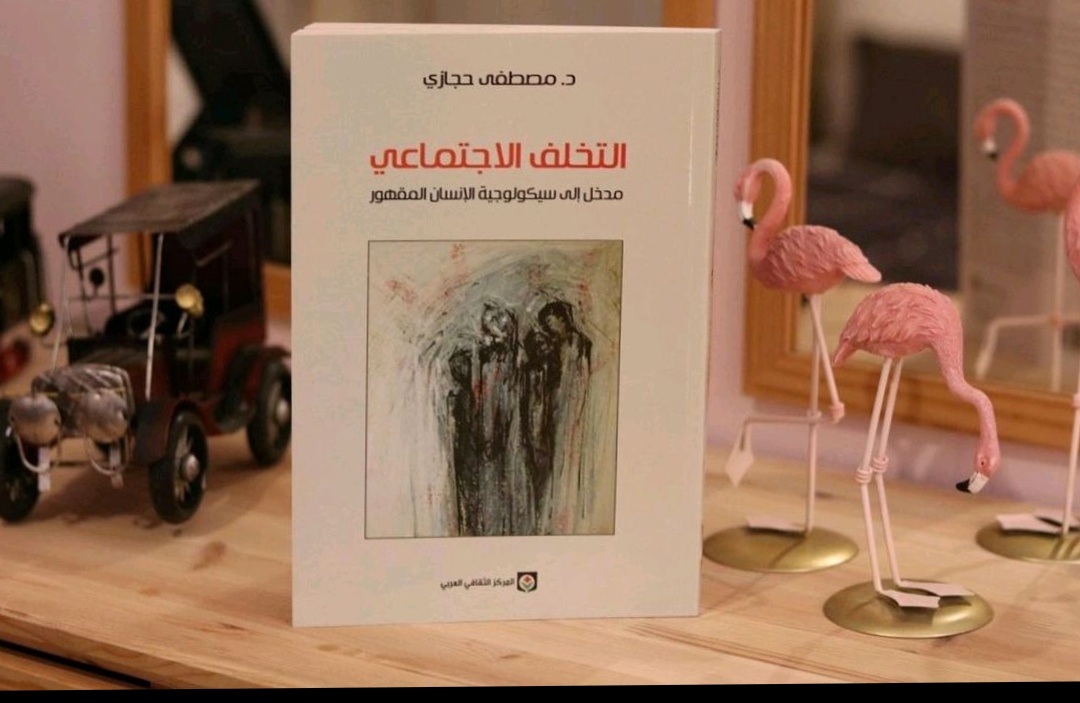 د. مصطفى حجازي
التخلف الاجتماعي
مدخل إلى سيكولوجية الإنسان المقهور
المركز الثقافي العربي